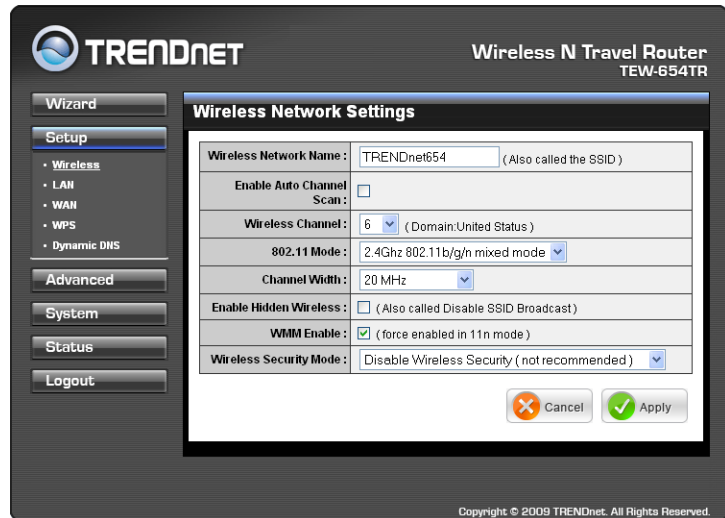 TRENDNET
Wireless N Travel Router
TEW-654TR
Wizard
Setup
• Wireless
• LAN
• WAN
• WPS
• Dynamic DNS
Advanced
System
Status
Logout
Wireless Network Settings
Wireless Network Name : TRENDnet654 ( Also called the SSID )
Enable Auto Channel
Scan :
Wireless Channel : 6 ( Domain:United Status )
802.11 Mode : 2.4Ghz 802.11b/g/n mixed mode
Channel Width : 20 MHz
Enable Hidden Wireless : ( Also called Disable SSID Broadcast )
WMM Enable : ( force enabled in 11n mode )
Wireless Security Mode : Disable Wireless Security ( not recommended )
Cancel Apply
Copyright © 2009 TRENDnet. All Rights Reserved.